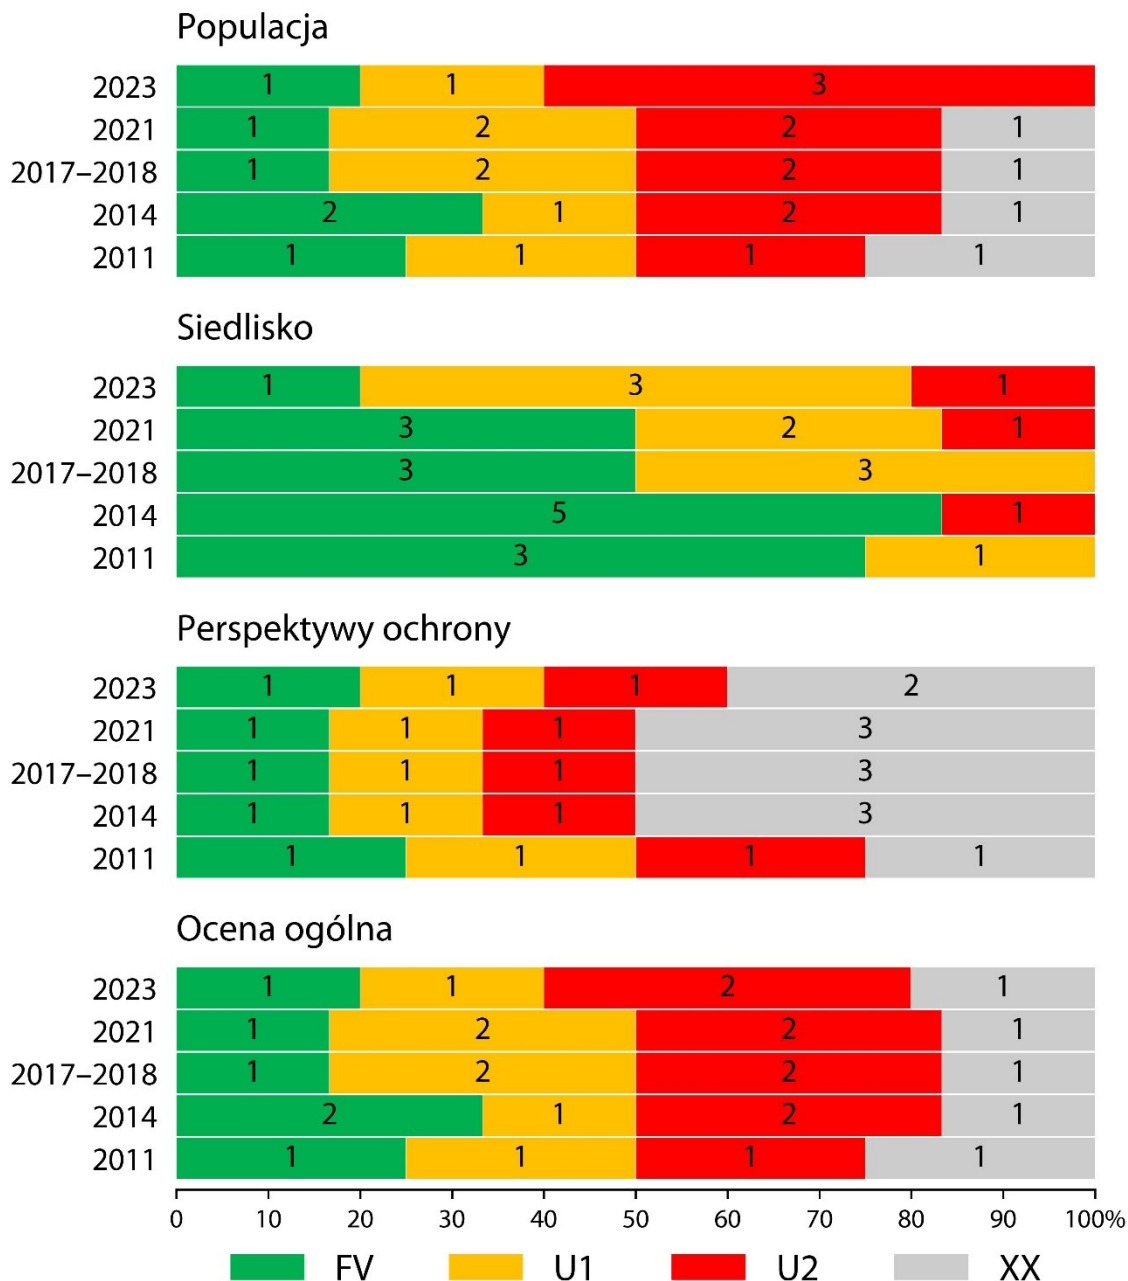 Populacja
2023 1 1 3
2021 1 2 2 1
2017–2018 1 2 2 1
2014 2 1 2 1
2011 1 1 1 1
Siedlisko
2023 1 3 1
2021 3 2 1
2017–2018 3 3
2014 5 1
2011 3 1
Perspektywy ochrony
2023 1 1 1 2
2021 1 1 1 3
2017–2018 1 1 1 3
2014 1 1 1 3
2011 1 1 1 1
Ocena ogólna
2023 1 1 2 1
2021 1 2 2 1
2017–2018 1 2 2 1
2014 2 1 2 1
2011 1 1 1 1
0 10 20 30 40 50 60 70 80 90 100%
FV U1 U2 XX